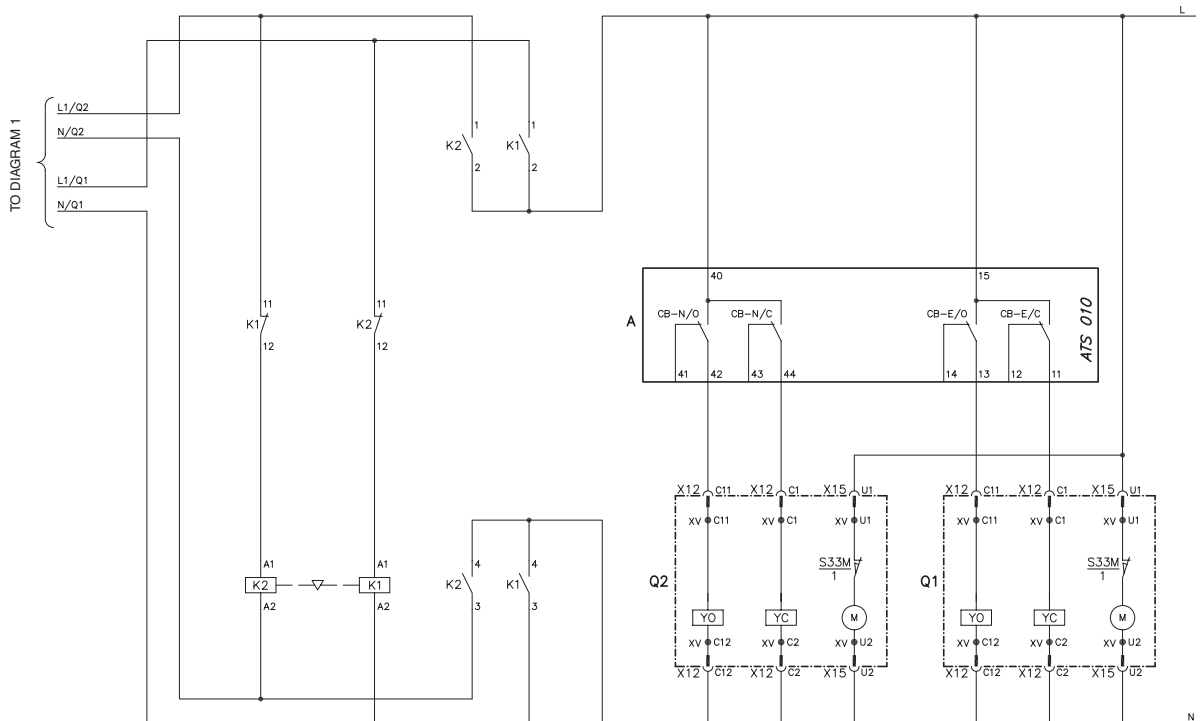 L
L1/Q2
N/Q2
TO DIAGRAM 1
L1/Q1
N/Q1
1 1
K2 K1
2 2
40 15
11 11
K1 K2
12 12
A CB-N/O CB-N/C CB-E/O CB-E/C ATS 010
41 42 43 44 14 13 12 11
X12 C11 X12 C1 X15 U1 X12 C11 X12 C1 X15 U1
XV C11 XV C1 XV U1 XV C11 XV C1 XV U1
A1 A1 4 4
S33M S33M
1 1
K2 K1 K2 K1
Q2 Q1
A2 A2 3 3
YO YC M YO YC M
XV C12 XV C2 XV U2 XV C12 XV C2 XV U2
X12 C12 X12 C2 X15 U2 X12 C12 X12 C2 X15 U2
N